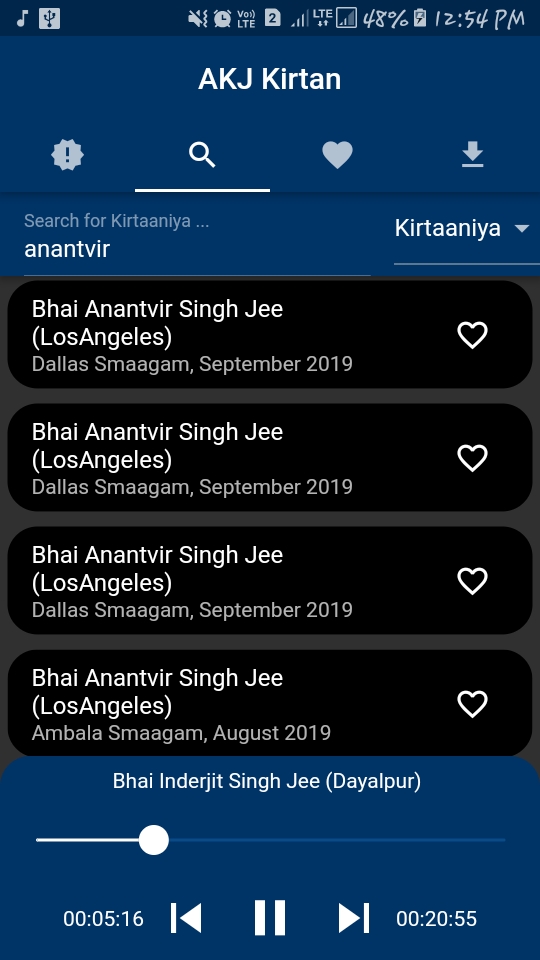 Vo))
LTE
2
LTE
48%
12:54 PM
AKJ Kirtan
Search for Kirtaaniya ...
anantvir
Kirtaaniya
Bhai Anantvir Singh Jee
(LosAngeles)
Dallas Smaagam, September 2019
Bhai Anantvir Singh Jee
(LosAngeles)
Dallas Smaagam, September 2019
Bhai Anantvir Singh Jee
(LosAngeles)
Dallas Smaagam, September 2019
Bhai Anantvir Singh Jee
(LosAngeles)
Ambala Smaagam, August 2019
Bhai Inderjit Singh Jee (Dayalpur)
00:05:16
00:20:55